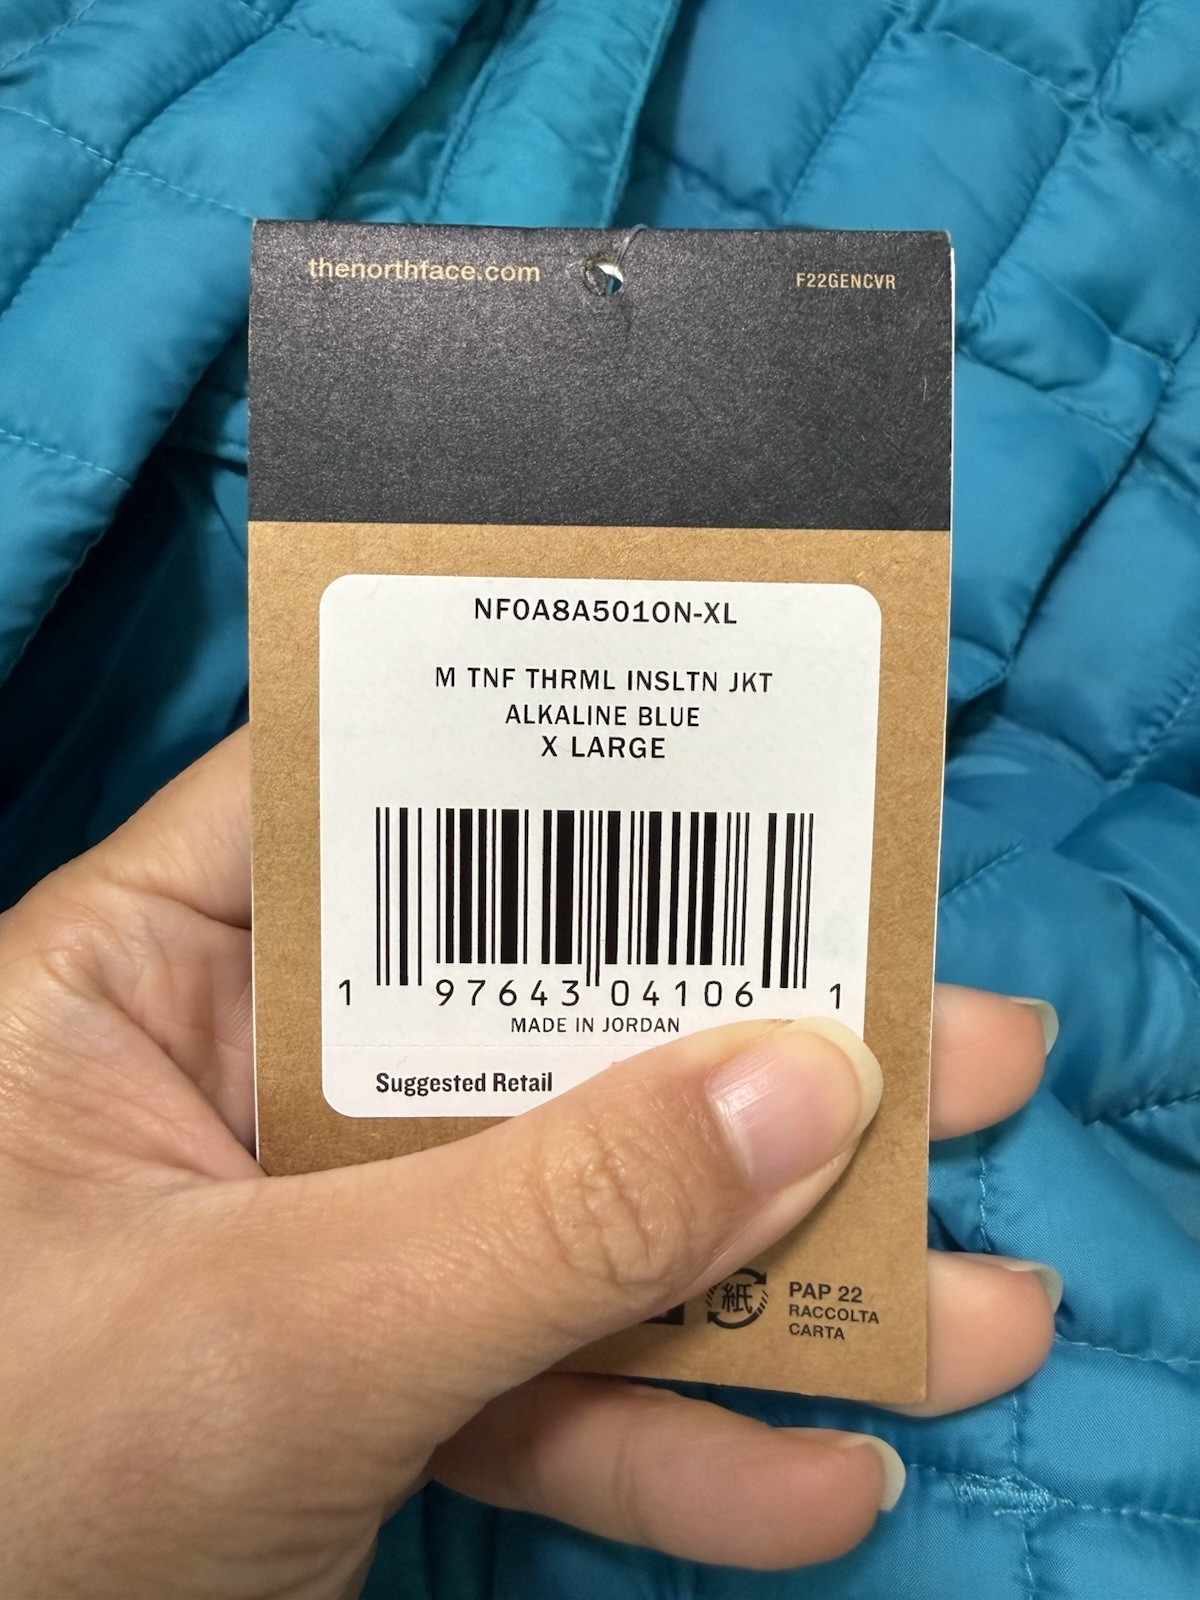 thenorthface.com
F22GENCVR
NF0A8A501ON-XL
M TNF THRML INSLTN JKT
ALKALINE BLUE
X LARGE
1 97643 04106 1
MADE IN JORDAN
Suggested Retail
紙
PAP 22
RACCOLTA
CARTA